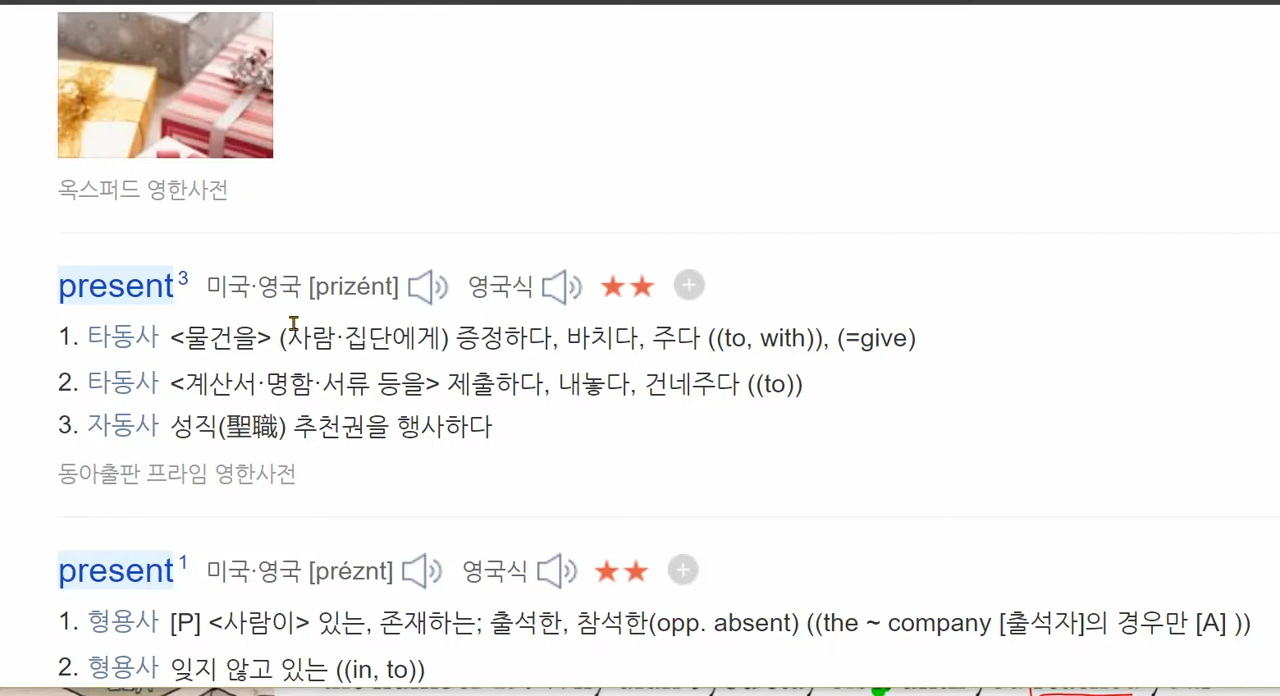 옥스퍼드 영한사전
present3 미국·영국 [prizént] 영국식
1. 타동사 <물건을> (사람·집단에게) 증정하다, 바치다, 주다 ((to, with)), (=give)
2. 타동사 <계산서·명함·서류 등을> 제출하다, 내놓다, 건네주다 ((to))
3. 자동사 성직(聖職) 추천권을 행사하다
동아출판 프라임 영한사전
present1 미국·영국 [préznt] 영국식
1. 형용사 [P] <사람이> 있는, 존재하는; 출석한, 참석한(opp. absent) ((the ~ company [출석자]의 경우만 [A] ))
2. 형용사 잊지 않고 있는 ((in, to))